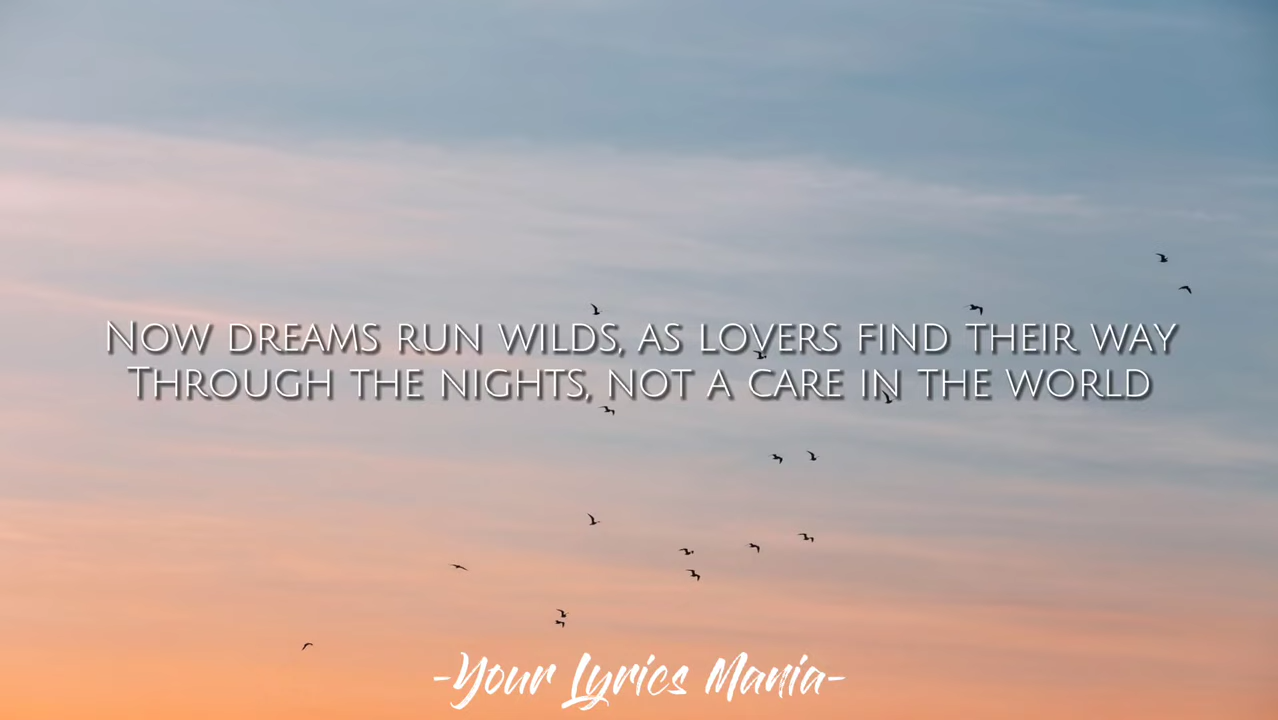 Now dreams run wilds, as lovers find their way
Through the nights, not a care in the world
-Your Lyrics Mania-